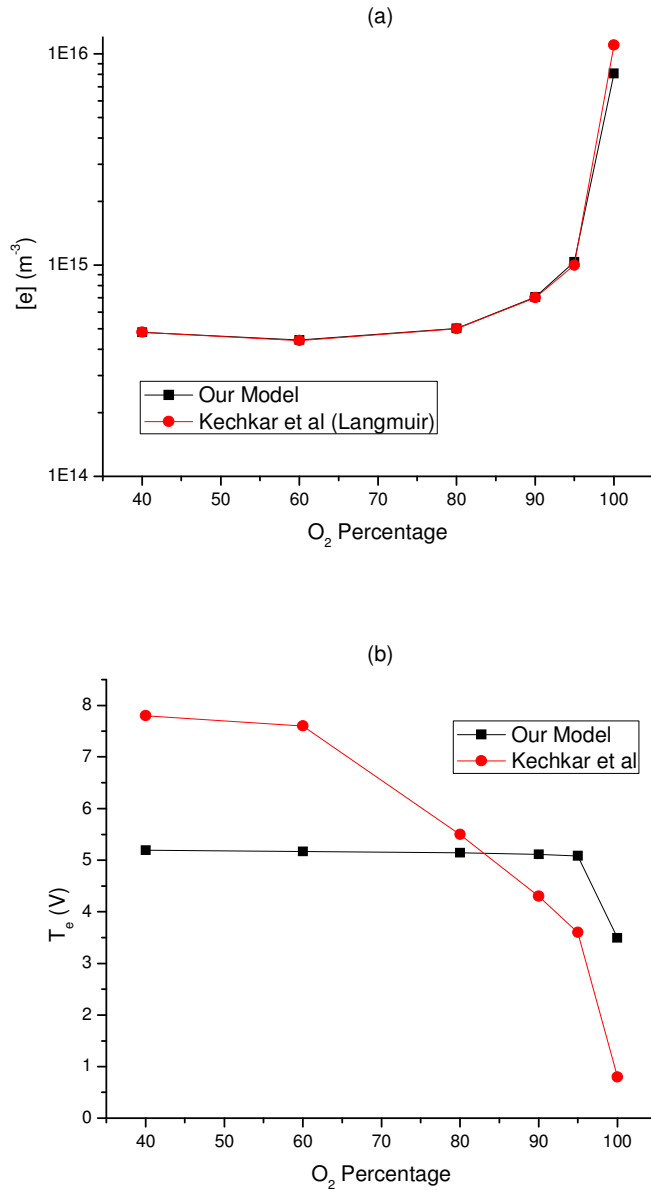 (a)
1E16
1E15
1E14
[e] (m⁻³)
Our Model
Kechkar et al (Langmuir)
40 50 60 70 80 90 100
O₂ Percentage
(b)
8
7
6
5
4
3
2
1
0
Tₑ (V)
Our Model
Kechkar et al
40 50 60 70 80 90 100
O₂ Percentage